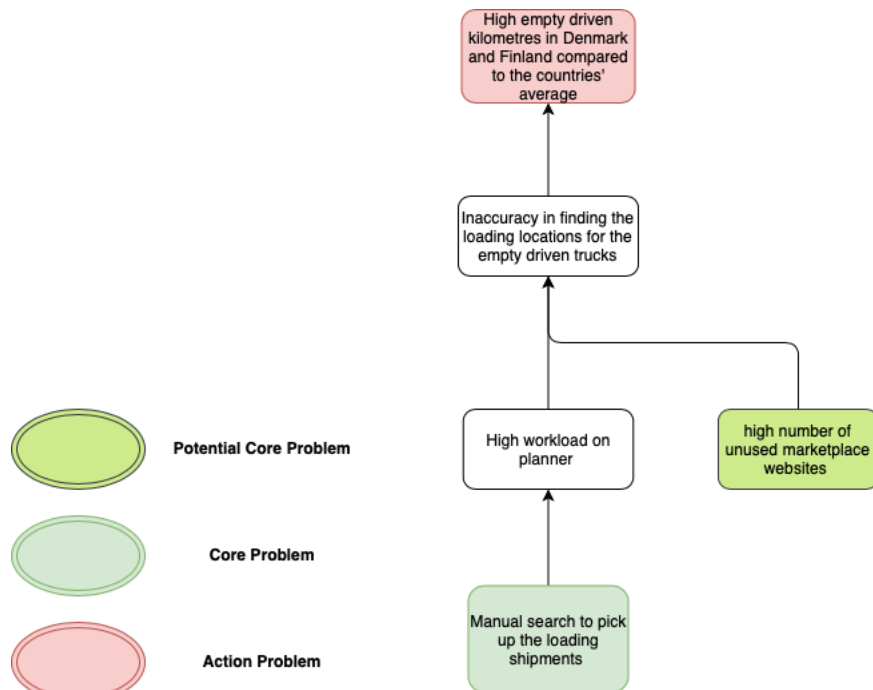 High empty driven
kilometres in Denmark
and Finland compared
to the countries'
average
Inaccuracy in finding the
loading locations for the
empty driven trucks
High workload on
planner
high number of
unused marketplace
websites
Potential Core Problem
Core Problem
Manual search to pick
up the loading
shipments
Action Problem